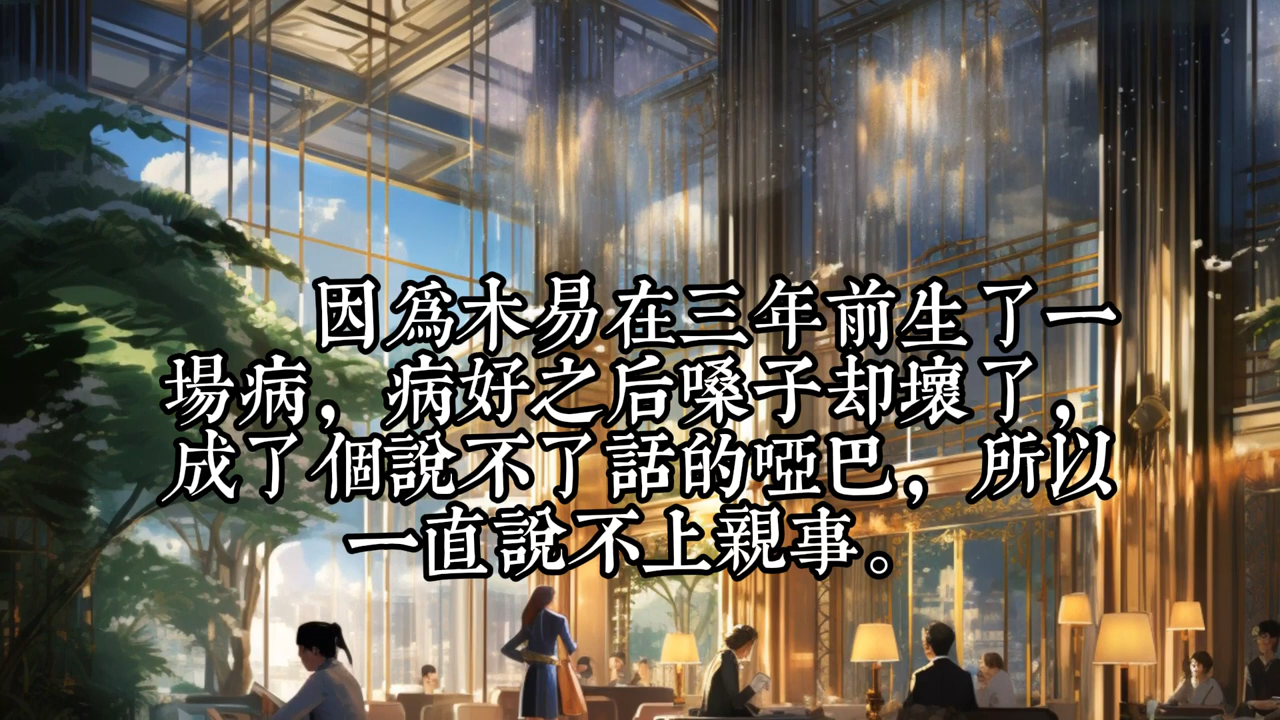 因爲木易在三年前生了一
場病，病好之后嗓子却壞了，
成了個說不了話的啞巴，所以
一直說不上親事。